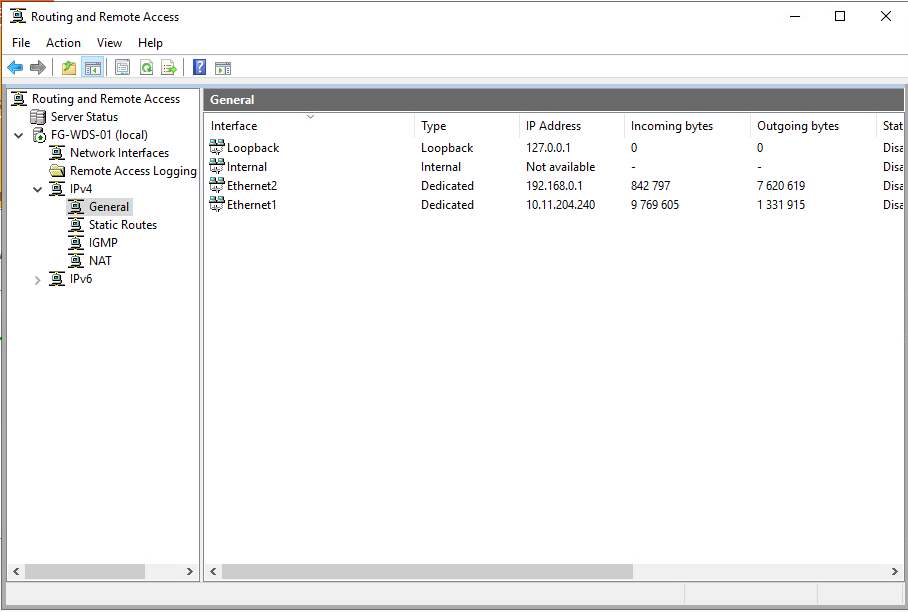 Routing and Remote Access
File Action View Help
Routing and Remote Access
Server Status
FG-WDS-01 (local)
Network Interfaces
Remote Access Logging
IPv4
General
Static Routes
IGMP
NAT
IPv6
General
Interface Type IP Address Incoming bytes Outgoing bytes Stat
Loopback Loopback 127.0.0.1 0 0 Disa
Internal Internal Not available - - Disa
Ethernet2 Dedicated 192.168.0.1 842 797 7 620 619 Disa
Ethernet1 Dedicated 10.11.204.240 9 769 605 1 331 915 Disa